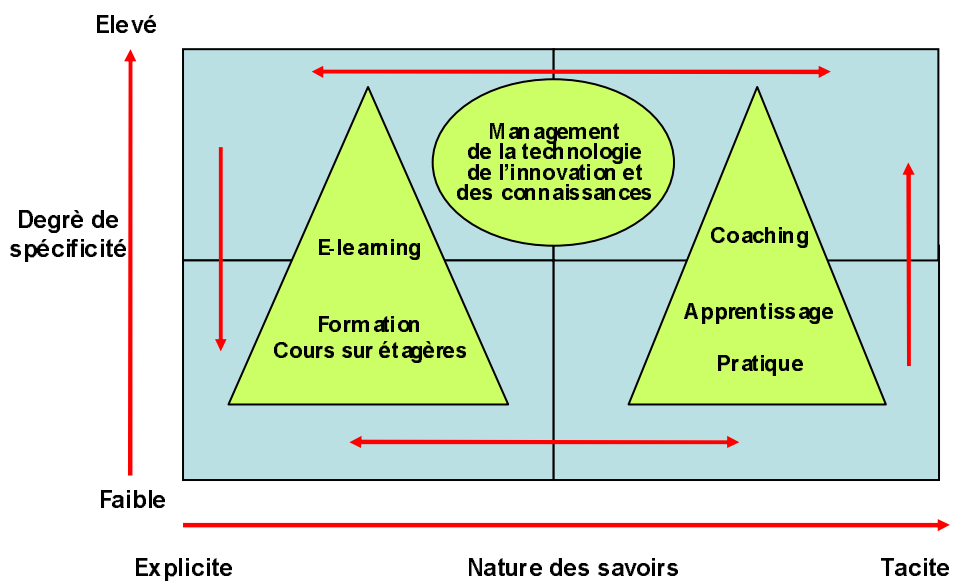 Elevé
Management
de la technologie
de l'innovation et
des connaissances
Degrè de
spécificité
E-learning
Coaching
Formation
Cours sur étagères
Apprentissage
Pratique
Faible
Explicite
Nature des savoirs
Tacite